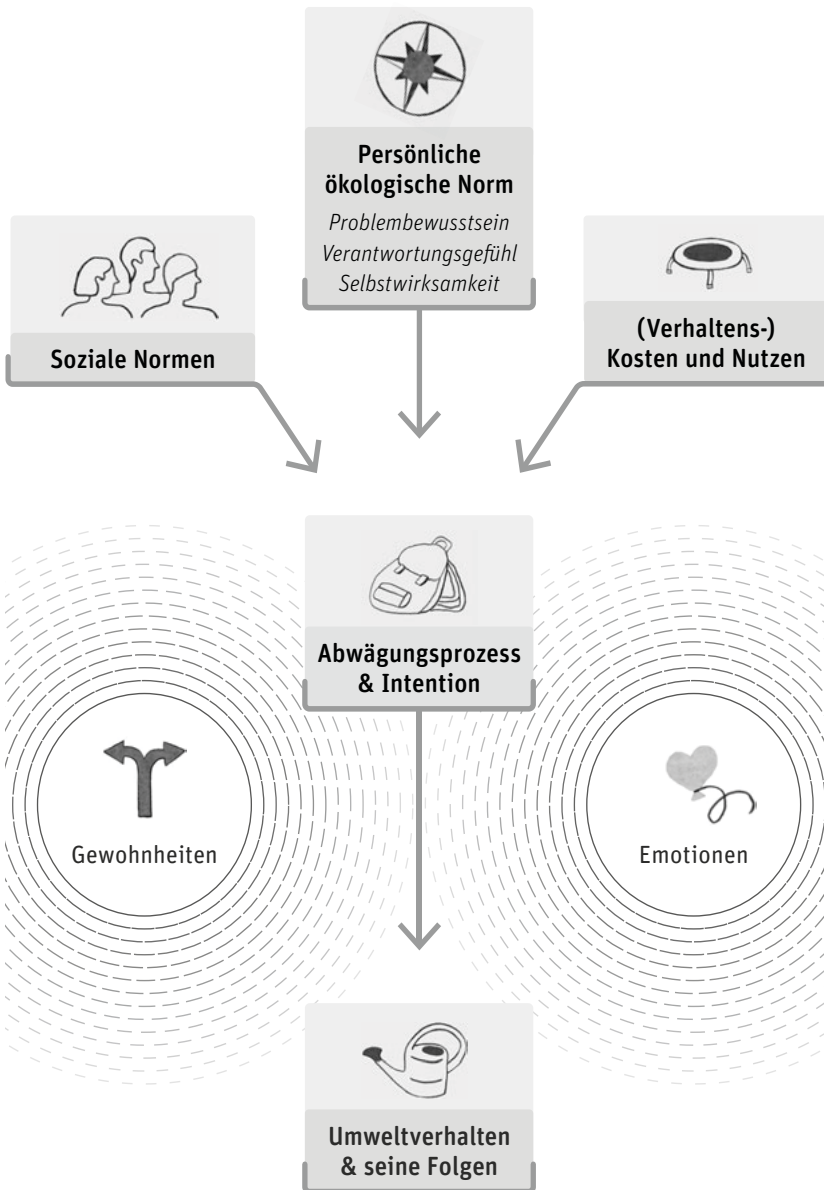 Persönliche
ökologische Norm
Problembewusstsein
Verantwortungsgefühl
Selbstwirksamkeit
Soziale Normen
(Verhaltens-)
Kosten und Nutzen
Abwägungsprozess
& Intention
Gewohnheiten
Emotionen
Umweltverhalten
& seine Folgen